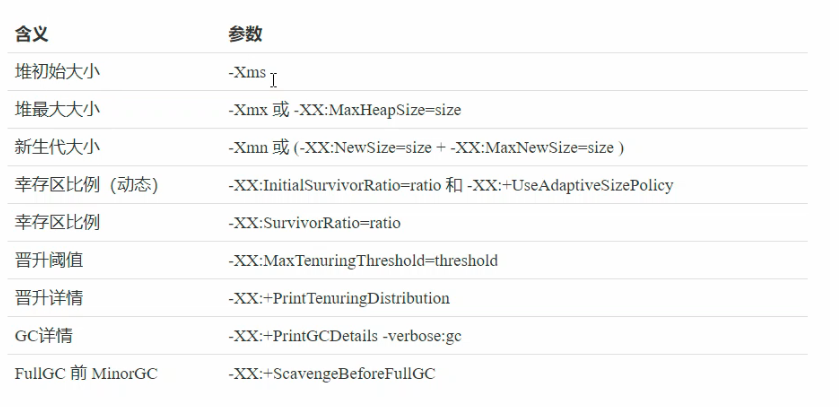 含义 参数
堆初始大小 -Xms
堆最大大小 -Xmx 或 -XX:MaxHeapSize=size
新生代大小 -Xmn 或 (-XX:NewSize=size + -XX:MaxNewSize=size )
幸存区比例（动态） -XX:InitialSurvivorRatio=ratio 和 -XX:+UseAdaptiveSizePolicy
幸存区比例 -XX:SurvivorRatio=ratio
晋升阈值 -XX:MaxTenuringThreshold=threshold
晋升详情 -XX:+PrintTenuringDistribution
GC详情 -XX:+PrintGCDetails -verbose:gc
FullGC 前 MinorGC -XX:+ScavengeBeforeFullGC